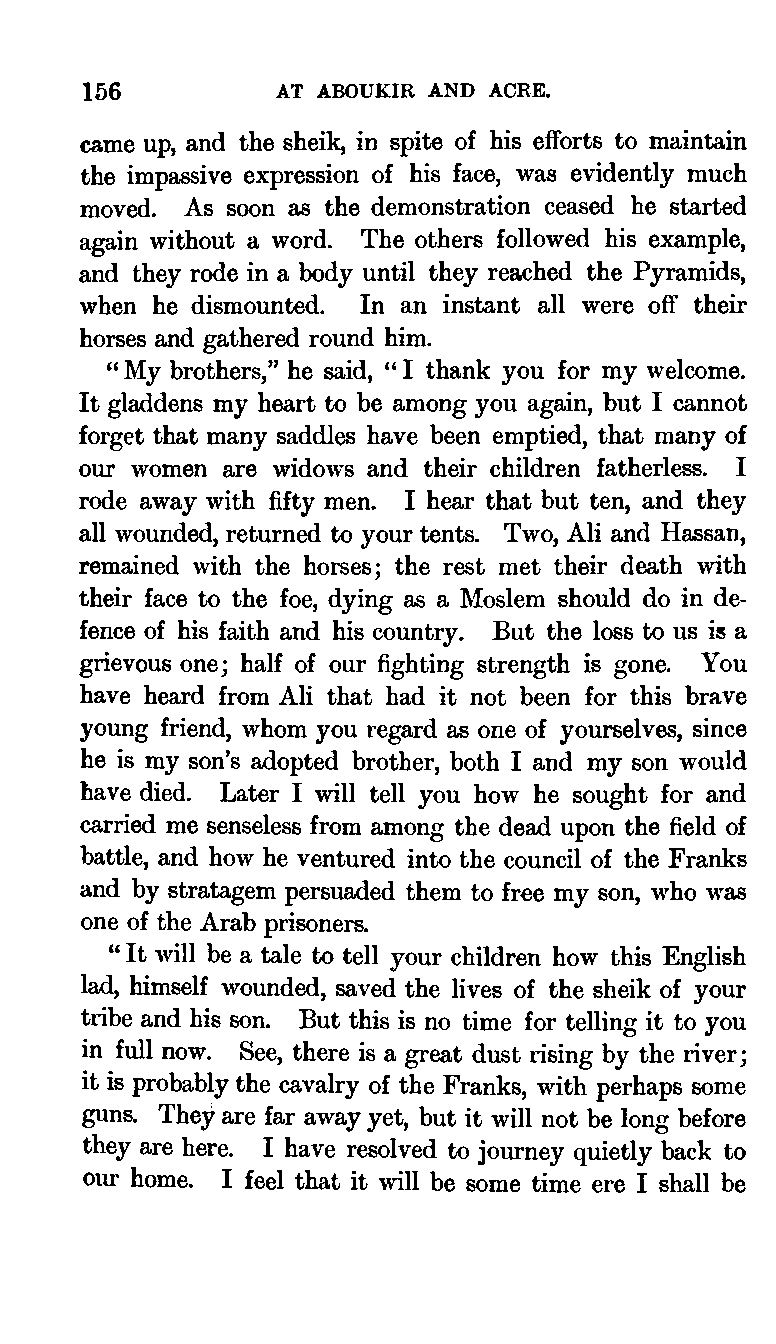 156 AT ABOUKIR AND ACRE.
came up, and the sheik, in spite of his efforts to maintain
the impassive expression of his face, was evidently much
moved. As soon as the demonstration ceased he started
again without a word. The others followed his example,
and they rode in a body until they reached the Pyramids,
when he dismounted. In an instant all were off their
horses and gathered round him.
"My brothers," he said, "I thank you for my welcome.
It gladdens my heart to be among you again, but I cannot
forget that many saddles have been emptied, that many of
our women are widows and their children fatherless. I
rode away with fifty men. I hear that but ten, and they
all wounded, returned to your tents. Two, Ali and Hassan,
remained with the horses; the rest met their death with
their face to the foe, dying as a Moslem should do in de-
fence of his faith and his country. But the loss to us is a
grievous one; half of our fighting strength is gone. You
have heard from Ali that had it not been for this brave
young friend, whom you regard as one of yourselves, since
he is my son's adopted brother, both I and my son would
have died. Later I will tell you how he sought for and
carried me senseless from among the dead upon the field of
battle, and how he ventured into the council of the Franks
and by stratagem persuaded them to free my son, who was
one of the Arab prisoners.
"It will be a tale to tell your children how this English
lad, himself wounded, saved the lives of the sheik of your
tribe and his son. But this is no time for telling it to you
in full now. See, there is a great dust rising by the river;
it is probably the cavalry of the Franks, with perhaps some
guns. They are far away yet, but it will not be long before
they are here. I have resolved to journey quietly back to
our home. I feel that it will be some time ere I shall be